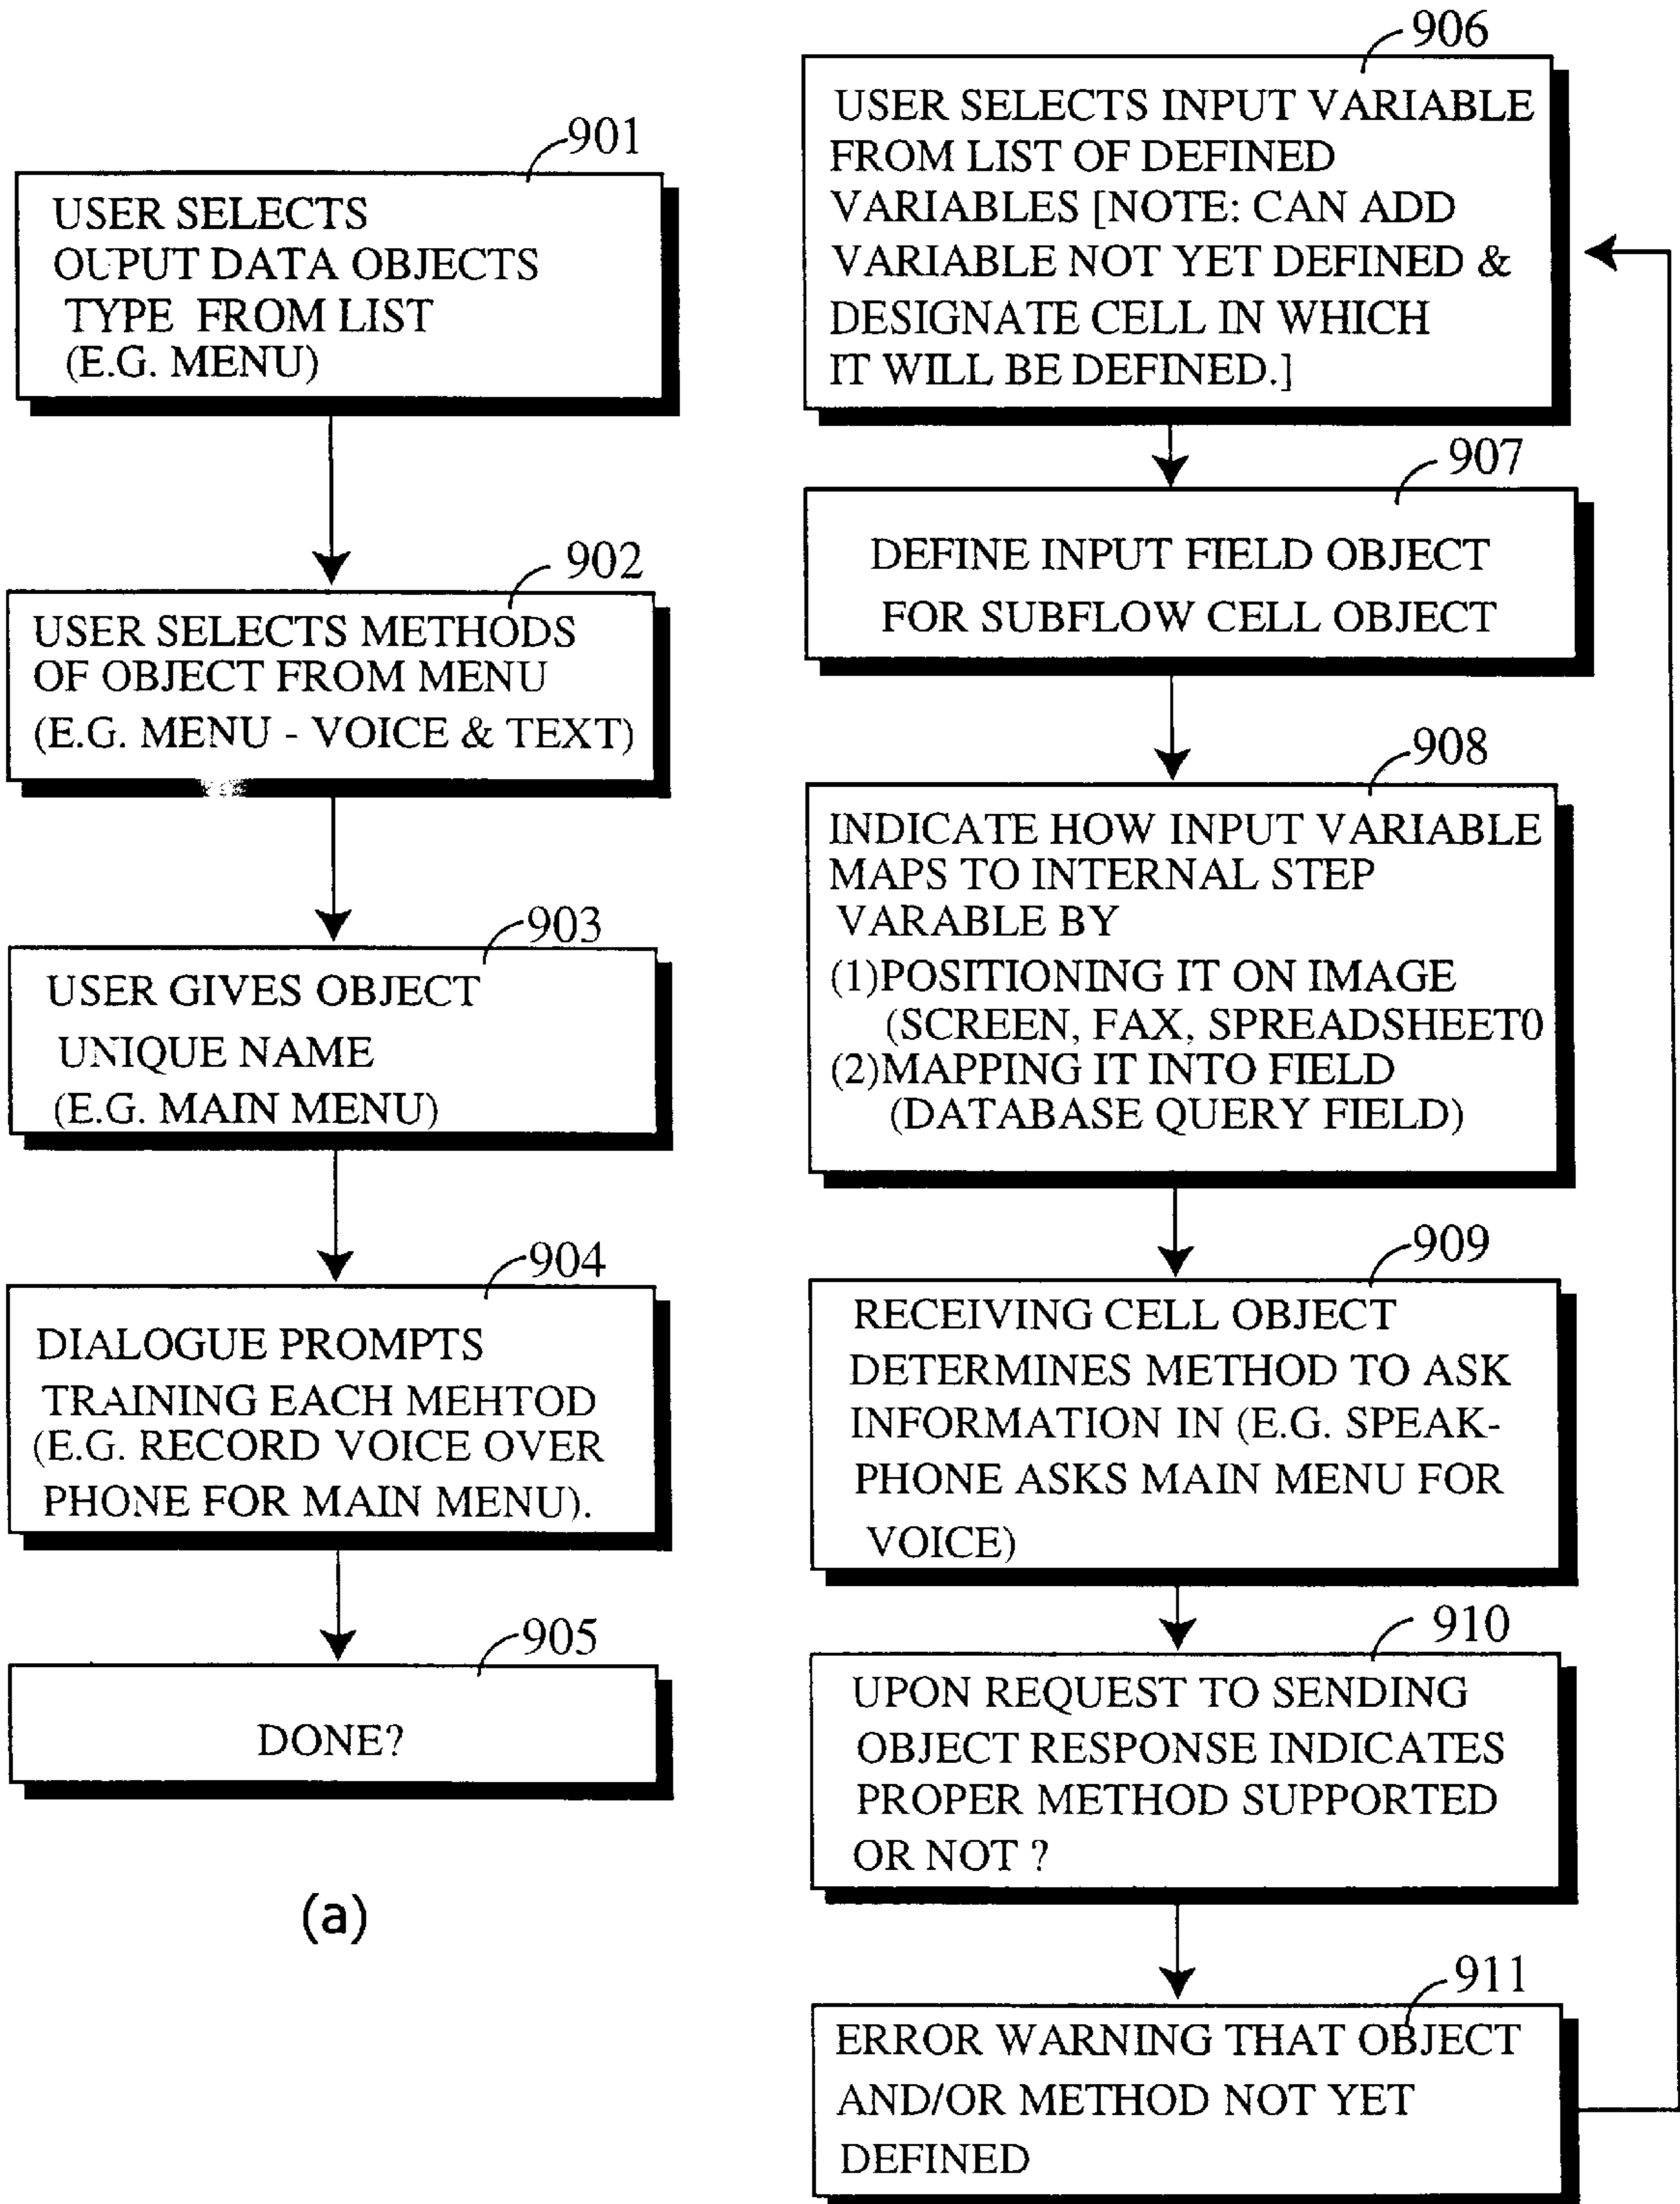 901
USER SELECTS
OUPUT DATA OBJECTS
TYPE FROM LIST
(E.G. MENU)
902
USER SELECTS METHODS
OF OBJECT FROM MENU
(E.G. MENU - VOICE & TEXT)
903
USER GIVES OBJECT
UNIQUE NAME
(E.G. MAIN MENU)
904
DIALOGUE PROMPTS
TRAINING EACH MEHTOD
(E.G. RECORD VOICE OVER
PHONE FOR MAIN MENU).
905
DONE?
(a)
906
USER SELECTS INPUT VARIABLE
FROM LIST OF DEFINED
VARIABLES [NOTE: CAN ADD
VARIABLE NOT YET DEFINED &
DESIGNATE CELL IN WHICH
IT WILL BE DEFINED.]
907
DEFINE INPUT FIELD OBJECT
FOR SUBFLOW CELL OBJECT
908
INDICATE HOW INPUT VARIABLE
MAPS TO INTERNAL STEP
VARABLE BY
(1)POSITIONING IT ON IMAGE
(SCREEN, FAX, SPREADSHEET0
(2)MAPPING IT INTO FIELD
(DATABASE QUERY FIELD)
909
RECEIVING CELL OBJECT
DETERMINES METHOD TO ASK
INFORMATION IN (E.G. SPEAK-
PHONE ASKS MAIN MENU FOR
VOICE)
910
UPON REQUEST TO SENDING
OBJECT RESPONSE INDICATES
PROPER METHOD SUPPORTED
OR NOT ?
911
ERROR WARNING THAT OBJECT
AND/OR METHOD NOT YET
DEFINED